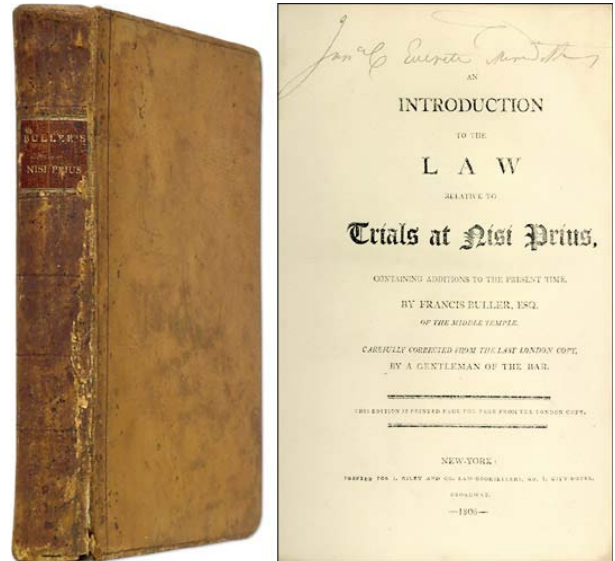 BULLER'S
NISI PRIUS
AN
INTRODUCTION
TO THE
LAW
RELATIVE TO
Trials at Nisi Prius,
CONTAINING ADDITIONS TO THE PRESENT TIME.
BY FRANCIS BULLER, ESQ.
OF THE MIDDLE TEMPLE.
CAREFULLY CORRECTED FROM THE LAST LONDON COPY,
BY A GENTLEMAN OF THE BAR.
THIS EDITION IS PRINTED PAGE FOR PAGE FROM THE LONDON COPY.
NEW-YORK:
PRINTED FOR I. RILEY AND CO. LAW-BOOKSELLERS, NO. 1, CITY-HOTEL,
BROADWAY.
—1806—